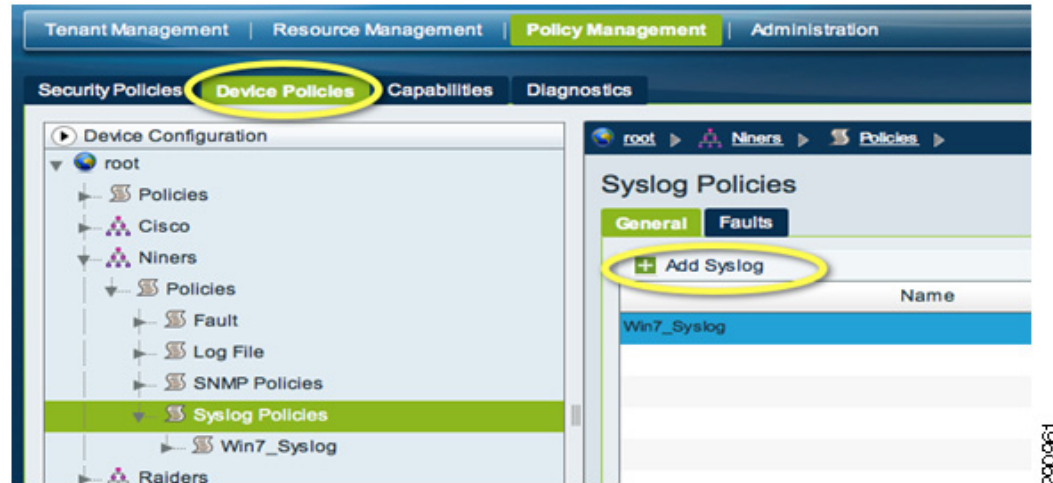 Tenant Management | Resource Management | Policy Management | Administration
Security Policies Device Policies Capabilities Diagnostics
Device Configuration
root
Policies
Cisco
Niners
Policies
Fault
Log File
SNMP Policies
Syslog Policies
Win7_Syslog
Raiders
root Niners Policies
Syslog Policies
General Faults
Add Syslog
Name
Win7_Syslog
290961